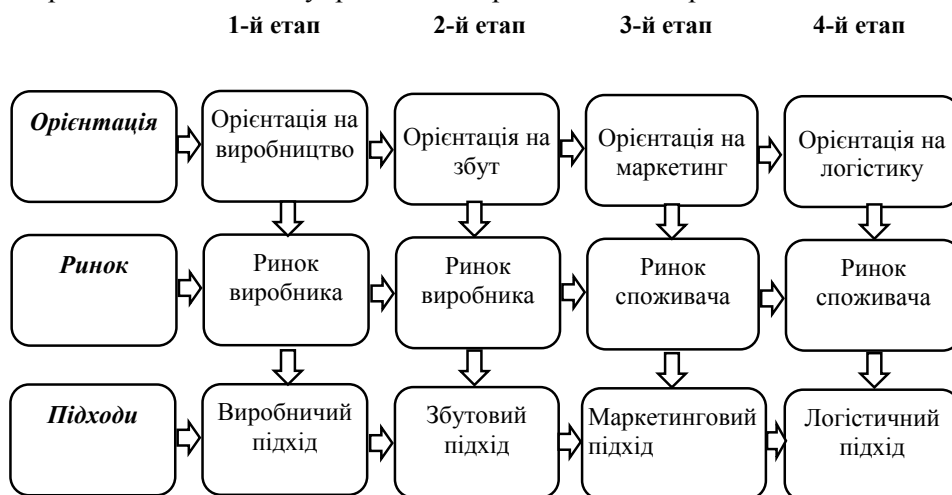 1-й етап 2-й етап 3-й етап 4-й етап
Орієнтація
Орієнтація на
виробництво
Орієнтація на
збут
Орієнтація на
маркетинг
Орієнтація на
логістику
Ринок
Ринок
виробника
Ринок
виробника
Ринок
споживача
Ринок
споживача
Підходи
Виробничий
підхід
Збутовий
підхід
Маркетинговий
підхід
Логістичний
підхід